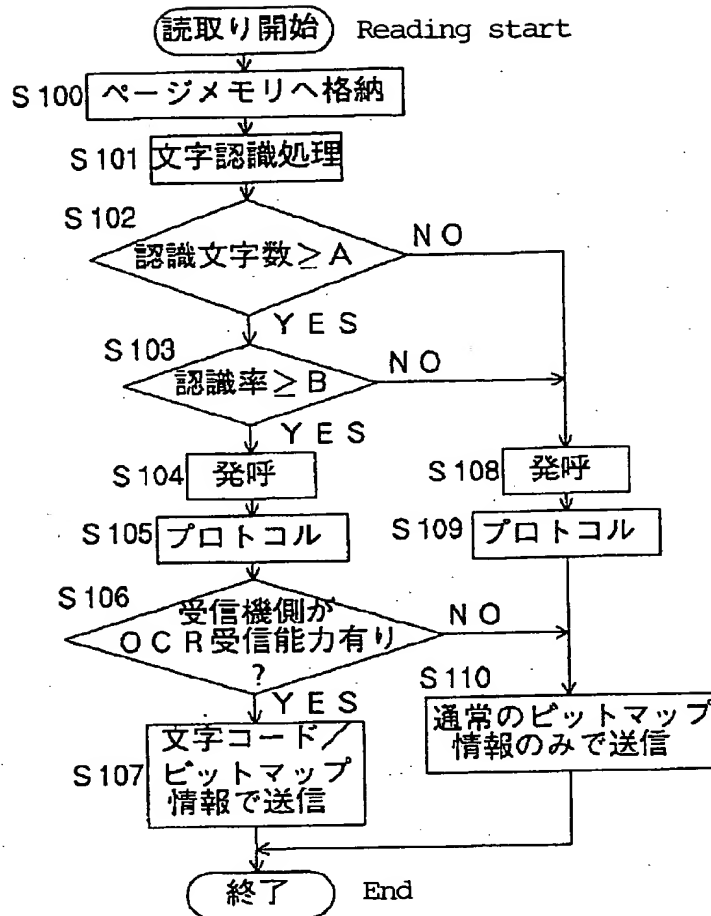 読取り開始 Reading start
S100 ページメモリへ格納
S101 文字認識処理
S102
認識文字数≥A
NO
YES
S103
認識率≥B
NO
YES
S104 発呼
S108 発呼
S105 プロトコル
S109 プロトコル
S106
受信機側が
OCR受信能力有り
?
NO
YES
S107
文字コード/
ビットマップ
情報で送信
S110
通常のビットマップ
情報のみで送信
終了 End